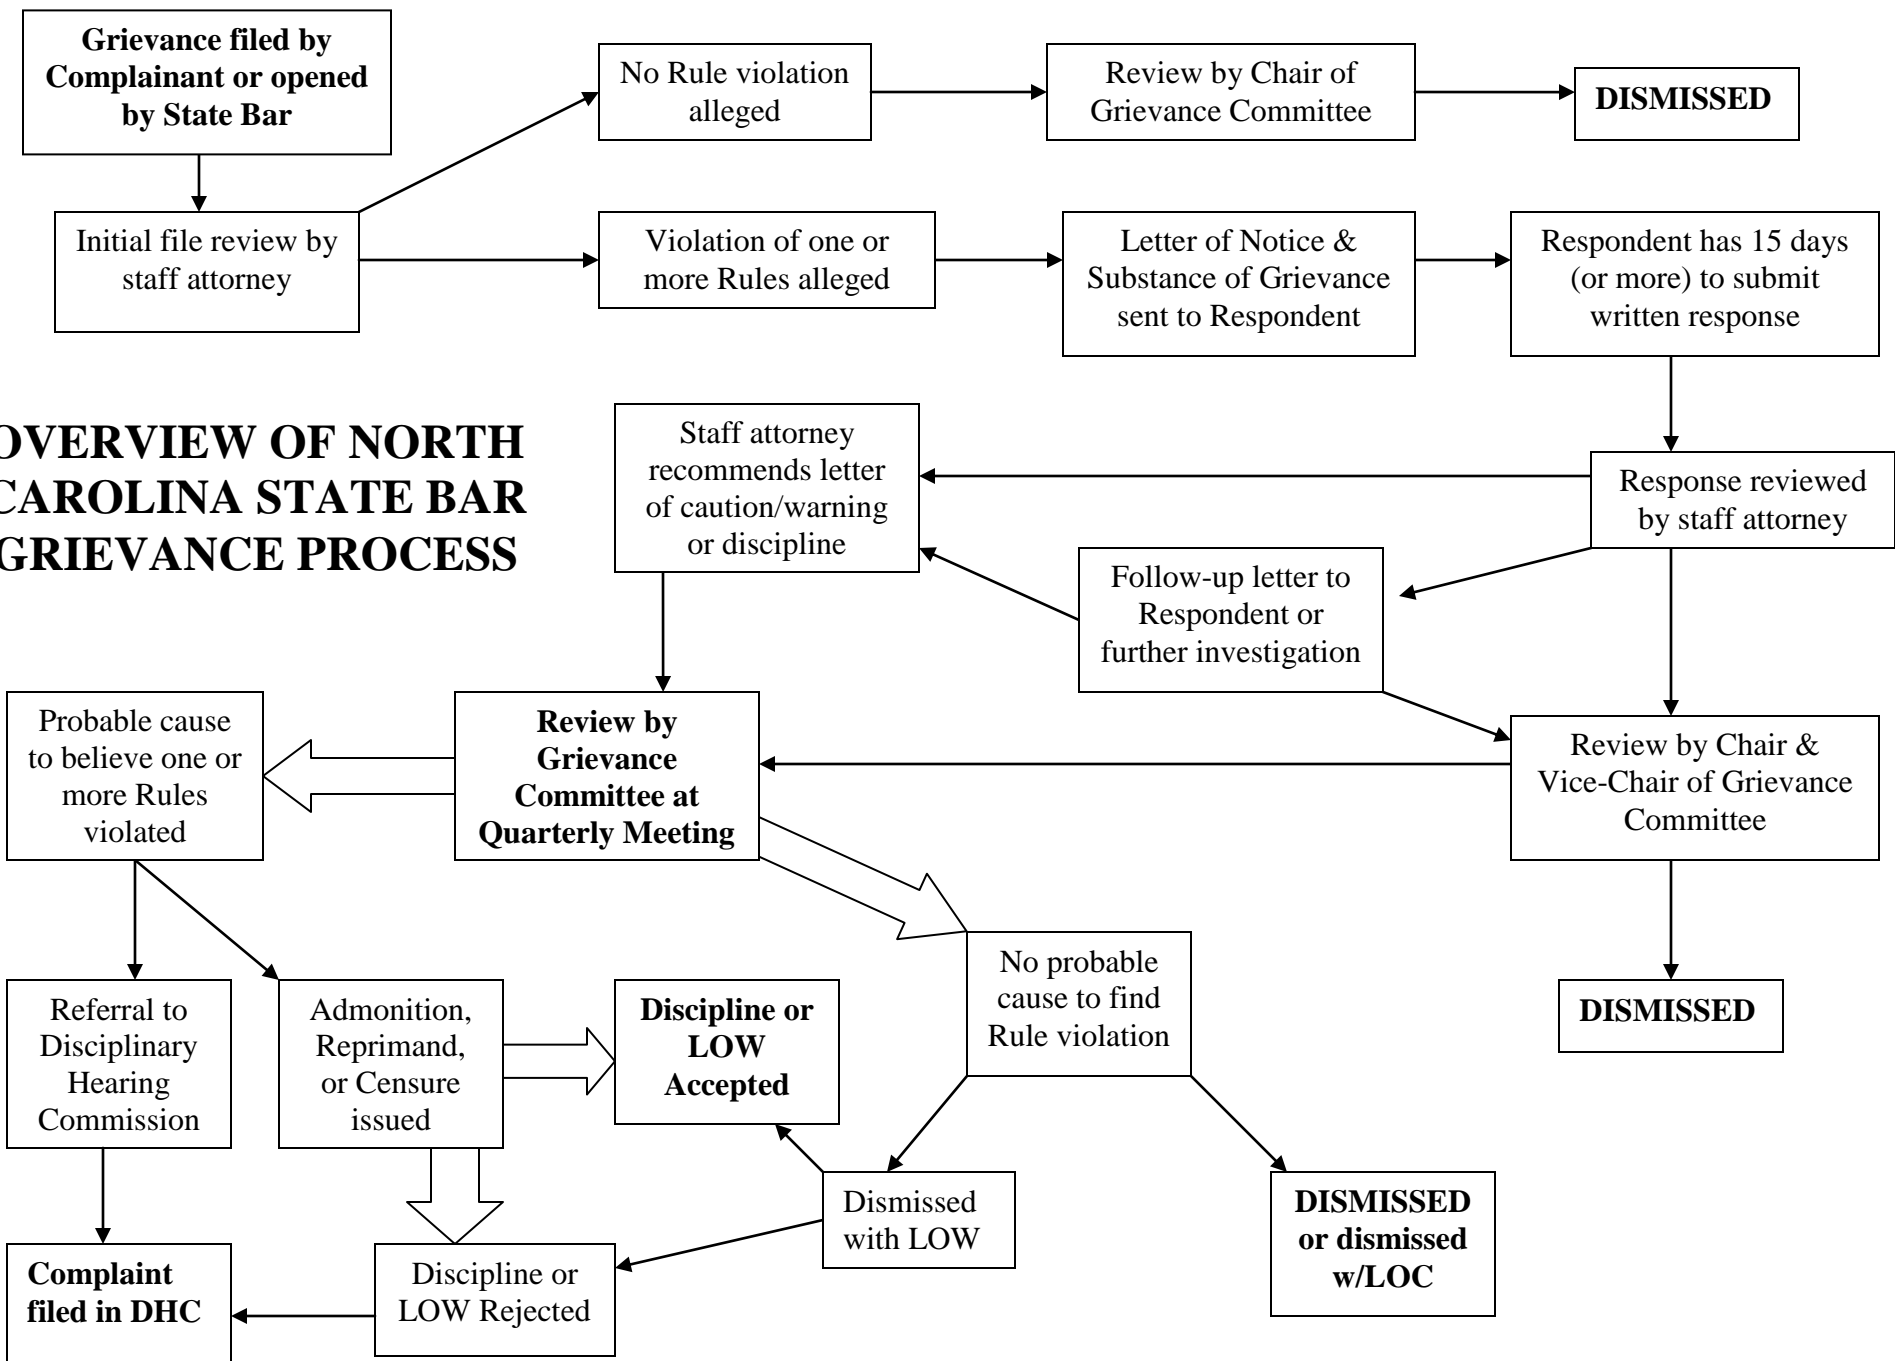 Grievance filed by
Complainant or opened
by State Bar
No Rule violation
alleged
Review by Chair of
Grievance Committee
DISMISSED
Initial file review by
staff attorney
Violation of one or
more Rules alleged
Letter of Notice &
Substance of Grievance
sent to Respondent
Respondent has 15 days
(or more) to submit
written response
OVERVIEW OF NORTH
CAROLINA STATE BAR
GRIEVANCE PROCESS
Staff attorney
recommends letter
of caution/warning
or discipline
Response reviewed
by staff attorney
Follow-up letter to
Respondent or
further investigation
Probable cause
to believe one or
more Rules
violated
Review by
Grievance
Committee at
Quarterly Meeting
Review by Chair &
Vice-Chair of Grievance
Committee
No probable
cause to find
Rule violation
DISMISSED
Referral to
Disciplinary
Hearing
Commission
Admonition,
Reprimand,
or Censure
issued
Discipline or
LOW
Accepted
Dismissed
with LOW
DISMISSED
or dismissed
w/LOC
Complaint
filed in DHC
Discipline or
LOW Rejected